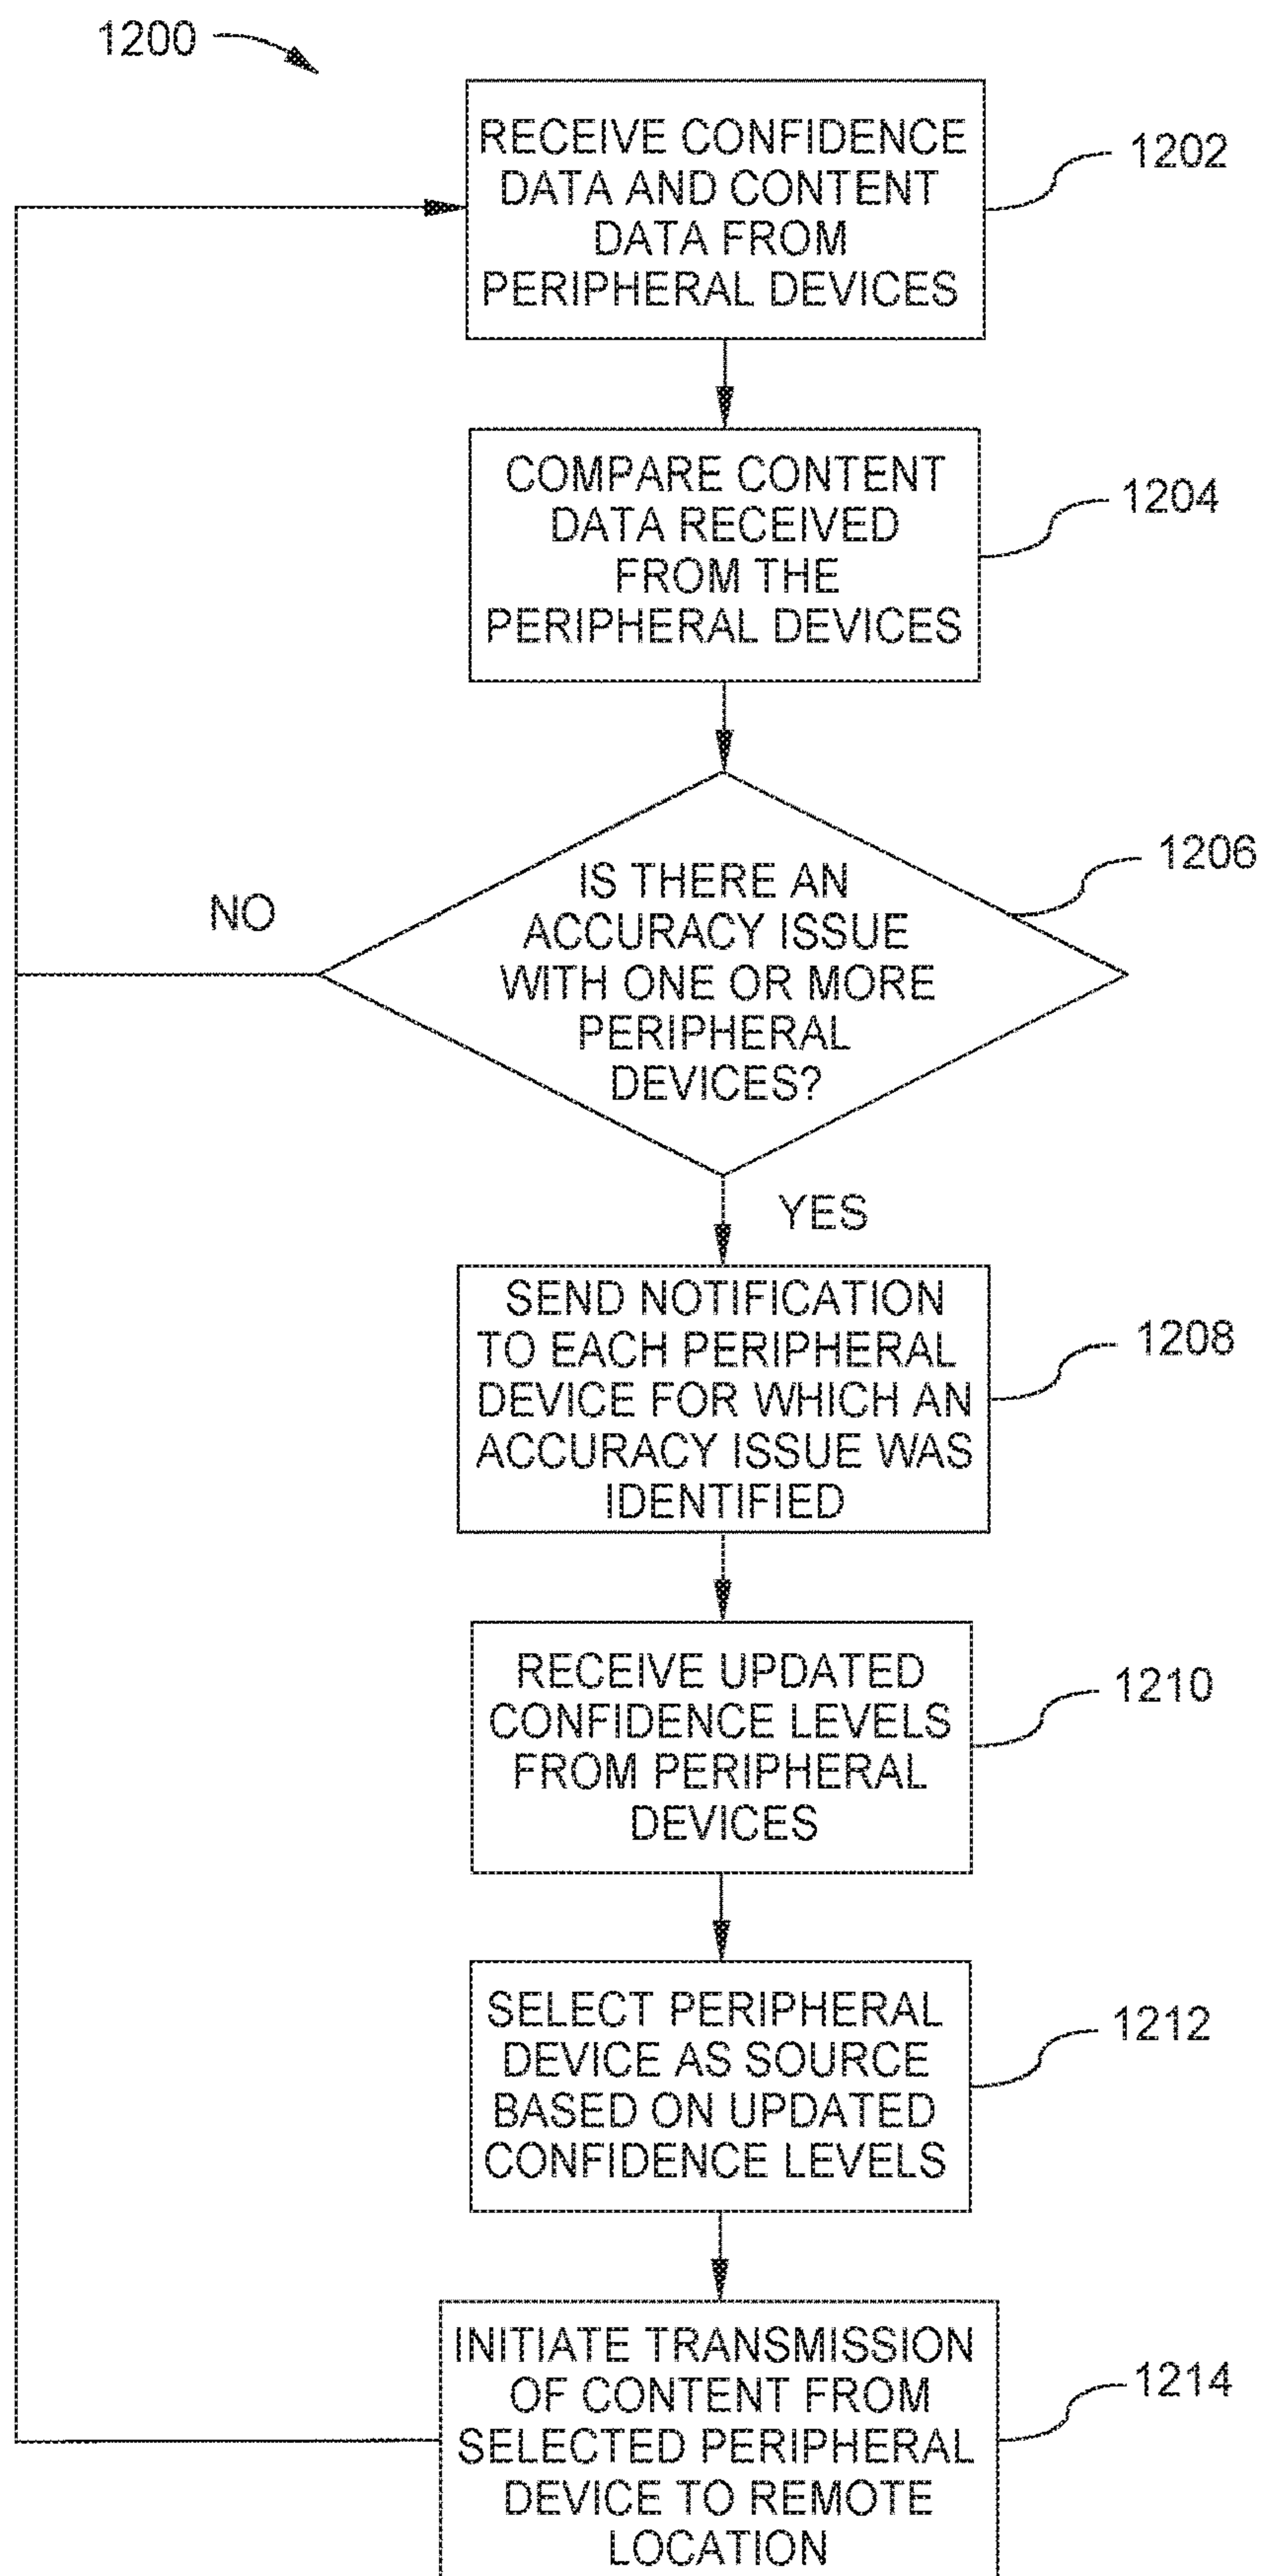 1200
RECEIVE CONFIDENCE
DATA AND CONTENT
DATA FROM
PERIPHERAL DEVICES
1202
COMPARE CONTENT
DATA RECEIVED
FROM THE
PERIPHERAL DEVICES
1204
IS THERE AN
ACCURACY ISSUE
WITH ONE OR MORE
PERIPHERAL
DEVICES?
1206
NO
YES
SEND NOTIFICATION
TO EACH PERIPHERAL
DEVICE FOR WHICH AN
ACCURACY ISSUE WAS
IDENTIFIED
1208
RECEIVE UPDATED
CONFIDENCE LEVELS
FROM PERIPHERAL
DEVICES
1210
SELECT PERIPHERAL
DEVICE AS SOURCE
BASED ON UPDATED
CONFIDENCE LEVELS
1212
INITIATE TRANSMISSION
OF CONTENT FROM
SELECTED PERIPHERAL
DEVICE TO REMOTE
LOCATION
1214